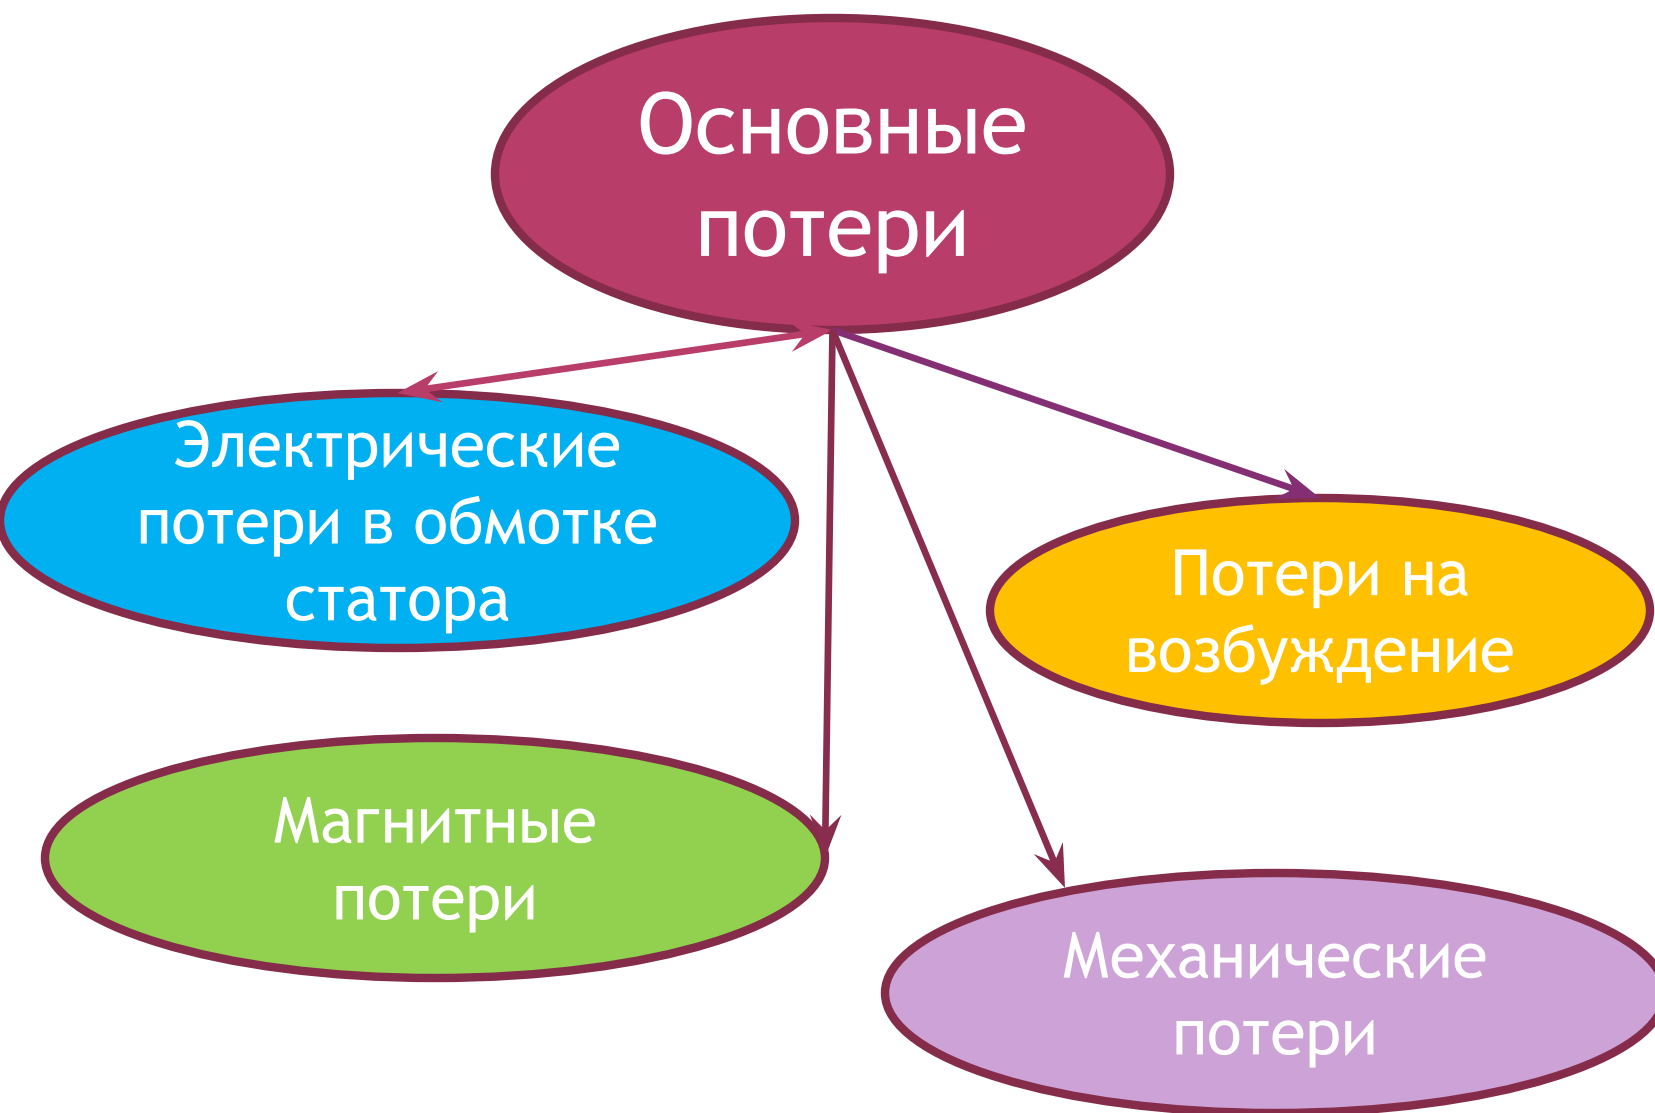 Основные
потери
Электрические
потери в обмотке
статора
Потери на
возбуждение
Магнитные
потери
Механические
потери